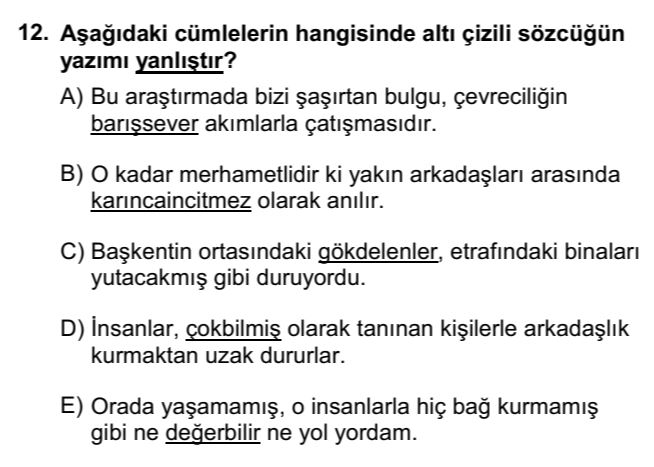 12. Aşağıdaki cümlelerin hangisinde altı çizili sözcüğün
yazımı yanlıştır?
A) Bu araştırmada bizi şaşırtan bulgu, çevreciliğin
barışsever akımlarla çatışmasıdır.
B) O kadar merhametlidir ki yakın arkadaşları arasında
karıncaincitmez olarak anılır.
C) Başkentin ortasındaki gökdelenler, etrafındaki binaları
yutacakmış gibi duruyordu.
D) İnsanlar, çokbilmiş olarak tanınan kişilerle arkadaşlık
kurmaktan uzak dururlar.
E) Orada yaşamamış, o insanlarla hiç bağ kurmamış
gibi ne değerbilir ne yol yordam.